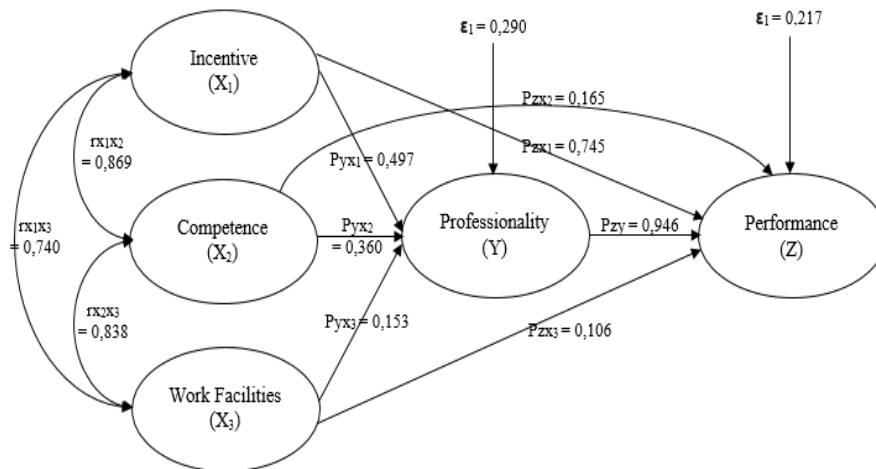 ε₁ = 0,290
ε₁ = 0,217
Incentive
(X₁)
Pzx₂ = 0,165
rx₁x₂
= 0,869
Pzx₁ = 0,745
Pyx₁ = 0,497
rx₁x₃
= 0,740
Competence
(X₂)
Pyx₂
= 0,360
Professionality
(Y)
Pzy = 0,946
Performance
(Z)
rx₂x₃
= 0,838
Pyx₃ = 0,153
Pzx₃ = 0,106
Work Facilities
(X₃)